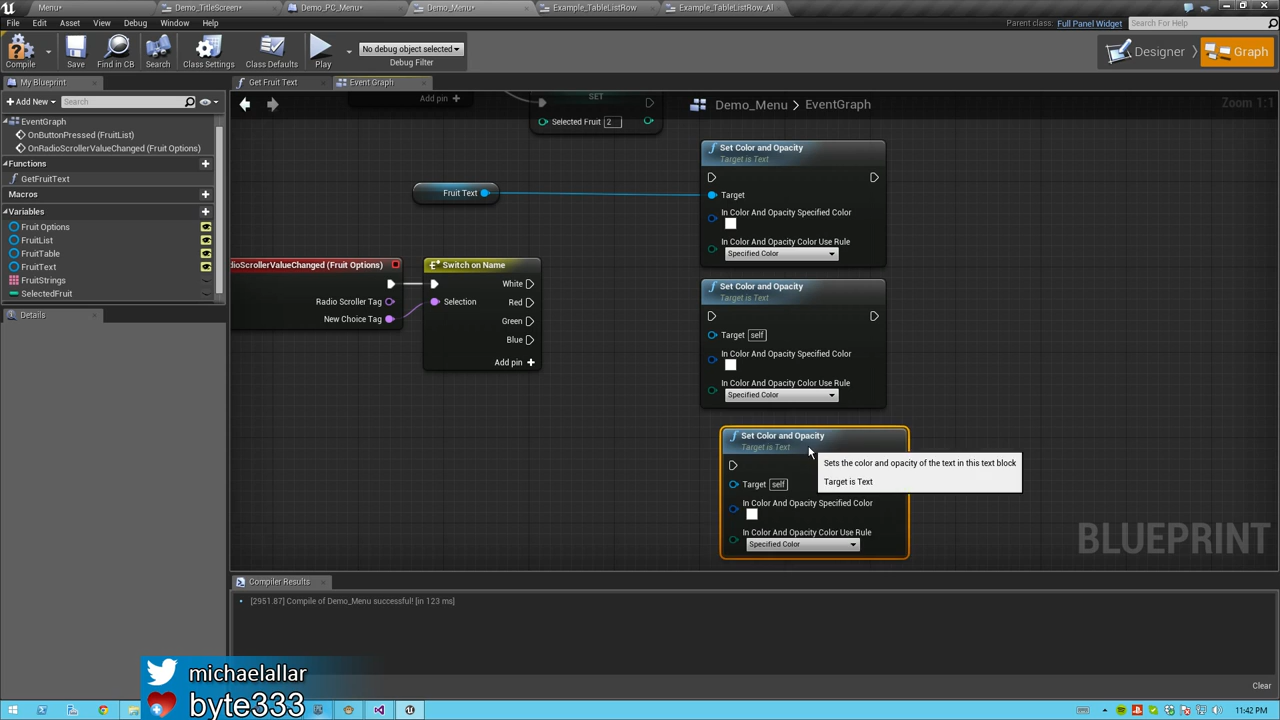 Menu*
Demo_TitleScreen*
Demo_PC_Menu*
Demo_Menu*
Example_TableListRow
Example_TableListRow_Al
File Edit Asset View Debug Window Help
Parent class: Full Panel Widget
Search For Help
Compile
Save
Find in CB
Search
Class Settings
Class Defaults
Play
No debug object selected
Debug Filter
Designer
Graph
My Blueprint
Add New
Search
EventGraph
OnButtonPressed (FruitList)
OnRadioScrollerValueChanged (Fruit Options)
Functions
GetFruitText
Macros
Variables
Fruit Options
FruitList
FruitTable
FruitText
FruitStrings
SelectedFruit
Details
Get Fruit Text
Event Graph
Demo_Menu > EventGraph
Zoom 1:1
Add pin
SET
Selected Fruit 2
Fruit Text
Set Color and Opacity
Target is Text
Target
In Color And Opacity Specified Color
In Color And Opacity Color Use Rule
Specified Color
adioScrollerValueChanged (Fruit Options)
Radio Scroller Tag
New Choice Tag
Switch on Name
White
Selection Red
Green
Blue
Add pin
Set Color and Opacity
Target is Text
Target self
In Color And Opacity Specified Color
In Color And Opacity Color Use Rule
Specified Color
Set Color and Opacity
Target is Text
Target self
In Color And Opacity Specified Color
In Color And Opacity Color Use Rule
Specified Color
Sets the color and opacity of the text in this text block
Target is Text
BLUEPRINT
Compiler Results
[2951.87] Compile of Demo_Menu successful! [in 123 ms]
Clear
michaelallar
byte333
11:42 PM